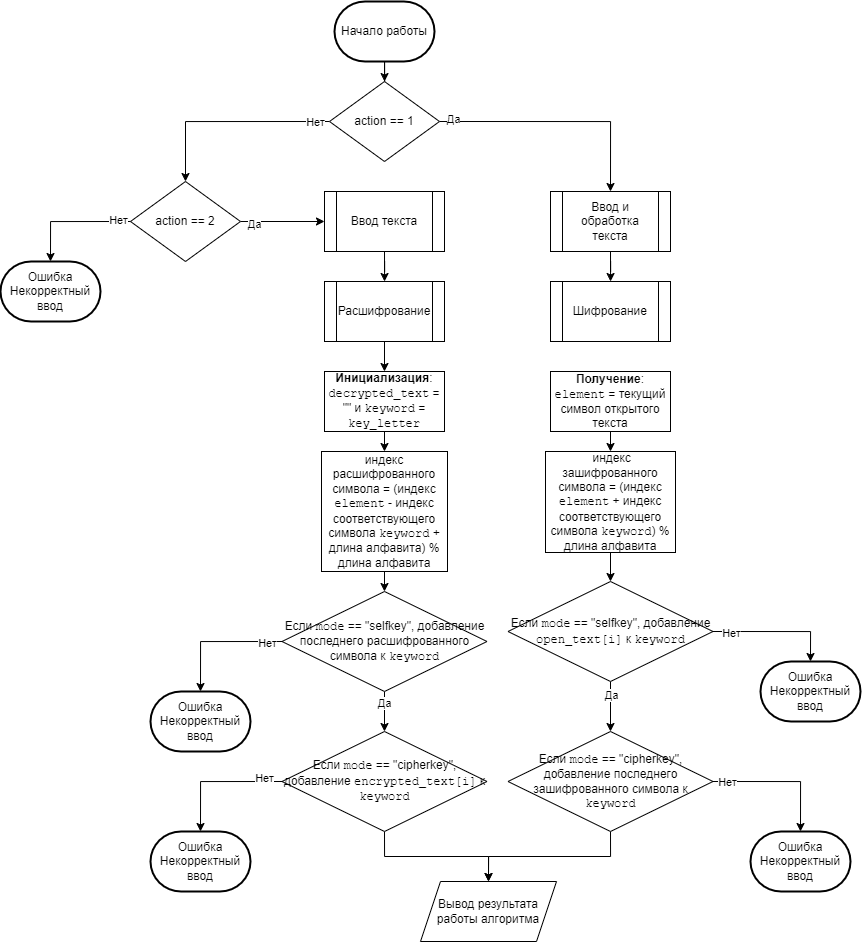 Начало работы
action == 1
Нет
Да
action == 2
Нет
Да
Ввод текста
Ввод и
обработка
текста
Ошибка
Некорректный
ввод
Расшифрование
Шифрование
Инициализация:
decrypted_text =
"" и keyword =
key_letter
Получение:
element = текущий
символ открытого
текста
индекс
расшифрованного
символа = (индекс
element - индекс
соответствующего
символа keyword +
длина алфавита) %
длина алфавита
индекс
зашифрованного
символа = (индекс
element + индекс
соответствующего
символа keyword) %
длина алфавита
Если mode == "selfkey", добавление
последнего расшифрованного
символа к keyword
Нет
Если mode == "selfkey", добавление
open_text[i] к keyword
Нет
Ошибка
Некорректный
ввод
Да
Да
Ошибка
Некорректный
ввод
Если mode == "cipherkey",
добавление encrypted_text[i] к
keyword
Нет
Если mode == "cipherkey",
добавление последнего
зашифрованного символа к
keyword
Нет
Ошибка
Некорректный
ввод
Ошибка
Некорректный
ввод
Вывод результата
работы алгоритма